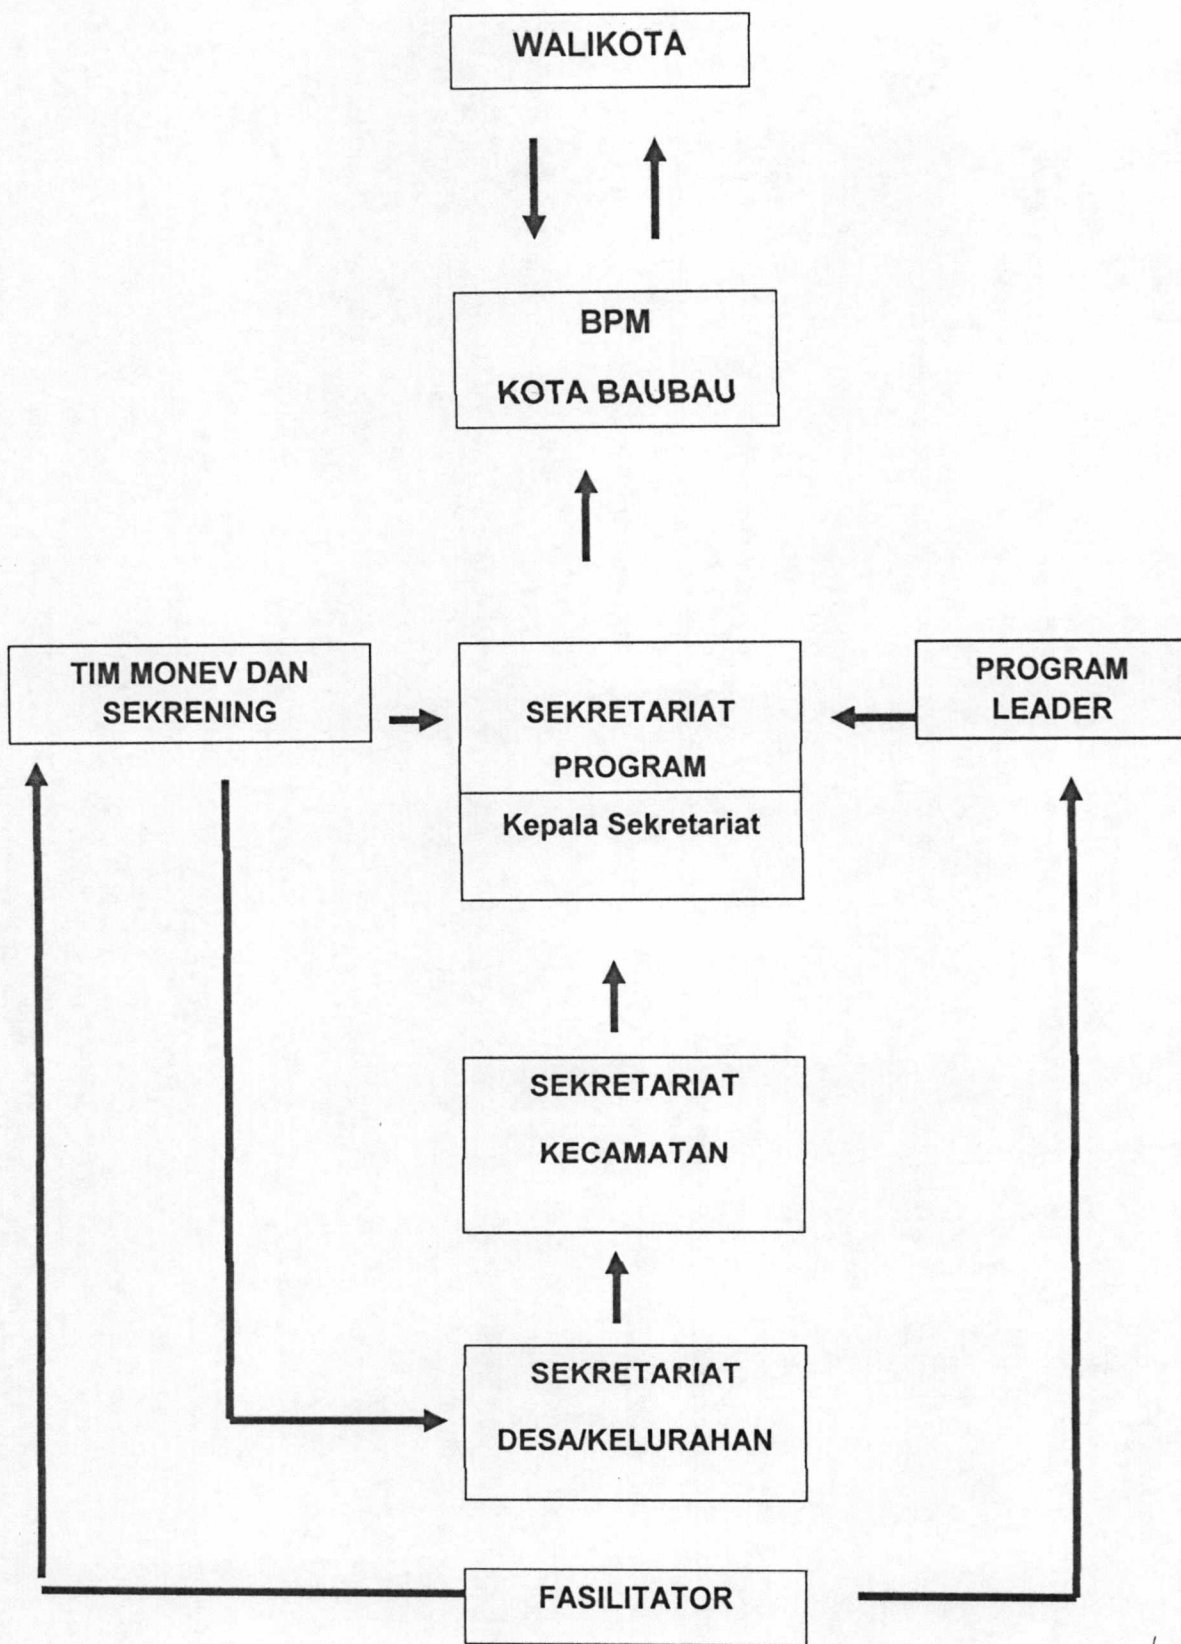 WALIKOTA
BPM
KOTA BAUBAU
TIM MONEV DAN
SEKRENING
SEKRETARIAT
PROGRAM
Kepala Sekretariat
PROGRAM
LEADER
SEKRETARIAT
KECAMATAN
SEKRETARIAT
DESA/KELURAHAN
FASILITATOR